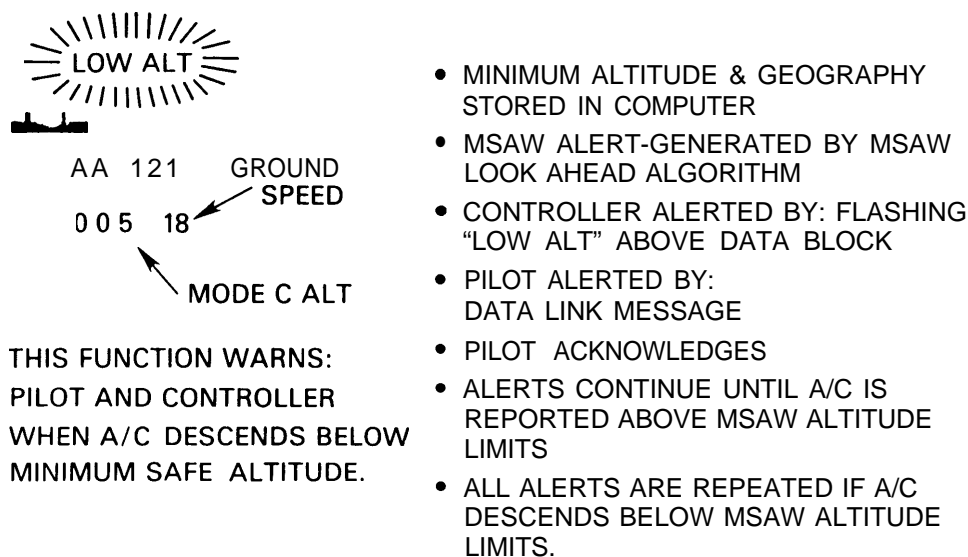 LOW ALT
AA 121
GROUND
SPEED
005 18
MODE C ALT
THIS FUNCTION WARNS:
PILOT AND CONTROLLER
WHEN A/C DESCENDS BELOW
MINIMUM SAFE ALTITUDE.
• MINIMUM ALTITUDE & GEOGRAPHY
STORED IN COMPUTER
• MSAW ALERT-GENERATED BY MSAW
LOOK AHEAD ALGORITHM
• CONTROLLER ALERTED BY: FLASHING
“LOW ALT” ABOVE DATA BLOCK
• PILOT ALERTED BY:
DATA LINK MESSAGE
• PILOT ACKNOWLEDGES
• ALERTS CONTINUE UNTIL A/C IS
REPORTED ABOVE MSAW ALTITUDE
LIMITS
• ALL ALERTS ARE REPEATED IF A/C
DESCENDS BELOW MSAW ALTITUDE
LIMITS.